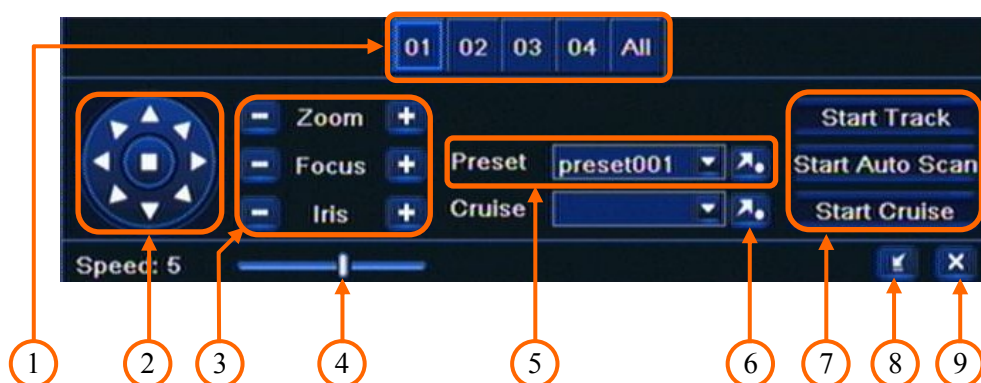 01 02 03 04 All
Zoom
Start Track
Focus
Preset preset001
Start Auto Scan
Iris
Cruise
Start Cruise
Speed: 5
1 2 3 4 5 6 7 8 9